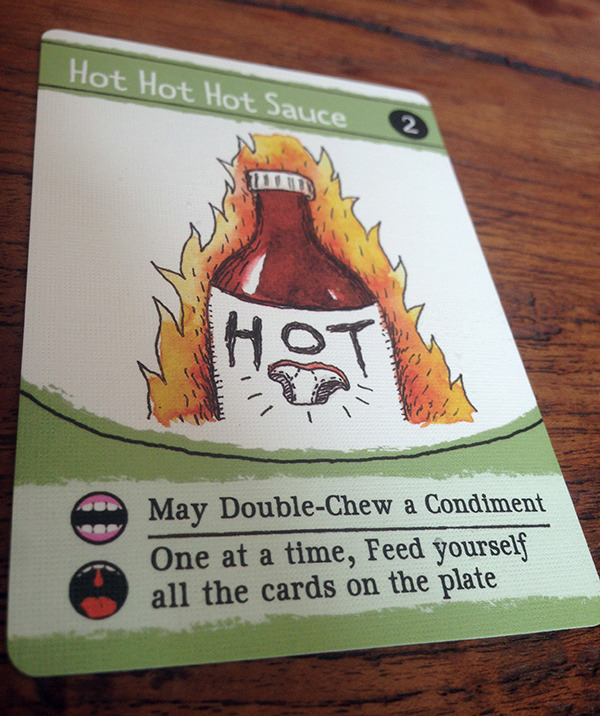 Hot Hot Hot Sauce
2
HOT
May Double-Chew a Condiment
One at a time, Feed yourself
all the cards on the plate